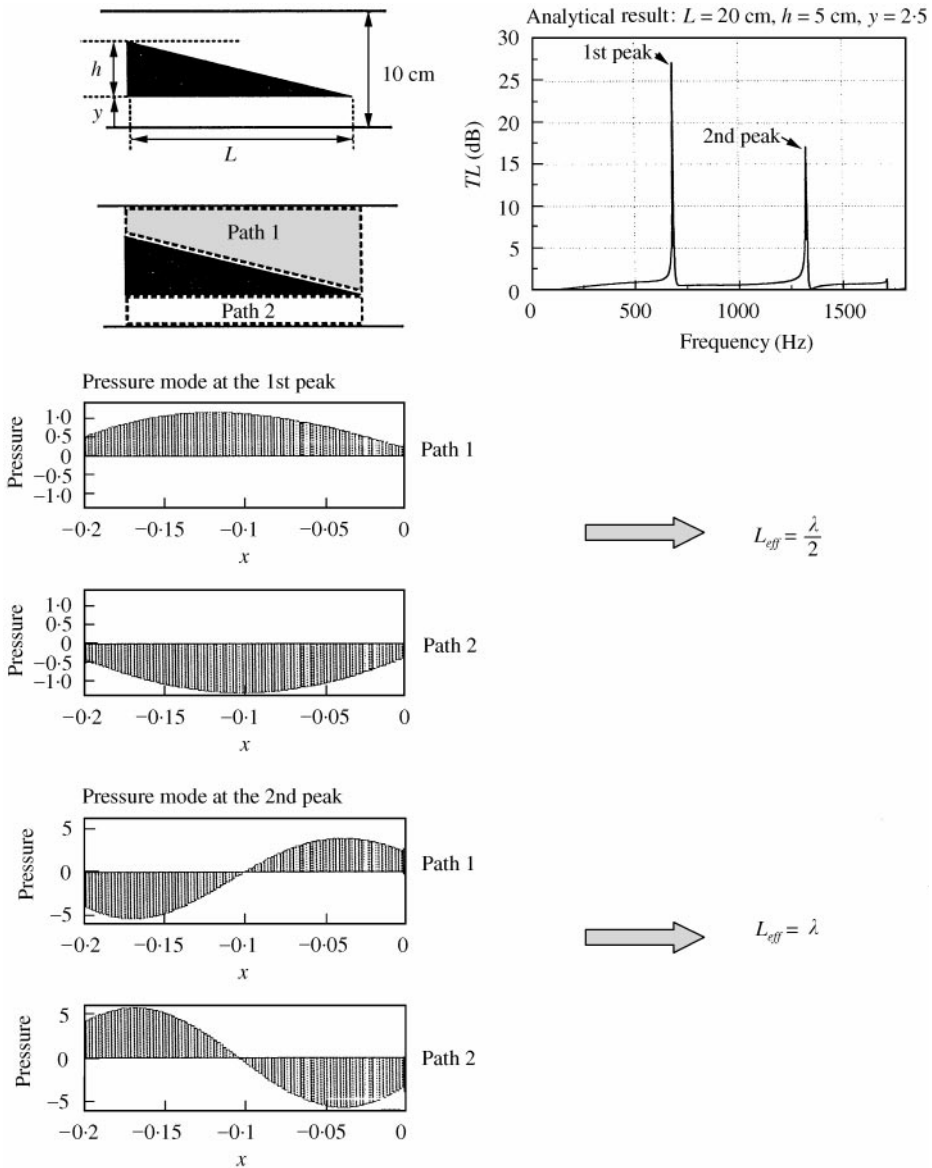 h
y
L
10 cm
Path 1
Path 2
Analytical result: L = 20 cm, h = 5 cm, y = 2·5
1st peak
2nd peak
TL (dB)
30
25
20
15
10
5
0
0 500 1000 1500
Frequency (Hz)
Pressure mode at the 1st peak
Pressure
1·0
0·5
0
−0·5
−1·0
−0·2 −0·15 −0·1 −0·05 0
x
Path 1
L_eff = λ/2
Pressure
1·0
0·5
0
−0·5
−1·0
−0·2 −0·15 −0·1 −0·05 0
x
Path 2
Pressure mode at the 2nd peak
Pressure
5
0
−5
−0·2 −0·15 −0·1 −0·05 0
x
Path 1
L_eff = λ
Pressure
5
0
−5
−0·2 −0·15 −0·1 −0·05 0
x
Path 2